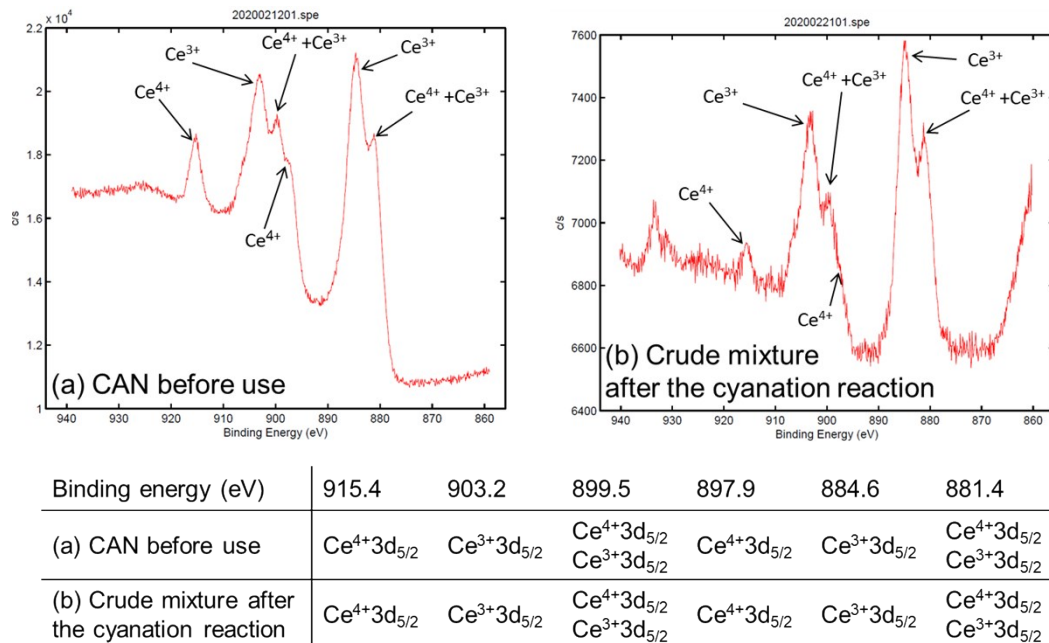 2020021201.spe
x 10⁴
2.2
2
1.8
1.6
1.4
1.2
1
c/s
Ce⁴⁺
Ce³⁺
Ce⁴⁺ +Ce³⁺
Ce³⁺
Ce⁴⁺ +Ce³⁺
Ce⁴⁺
(a) CAN before use
940 930 920 910 900 890 880 870 860
Binding Energy (eV)
2020022101.spe
7600
7400
7200
7000
6800
6600
6400
c/s
Ce³⁺
Ce⁴⁺ +Ce³⁺
Ce³⁺
Ce⁴⁺ +Ce³⁺
Ce⁴⁺
Ce⁴⁺
(b) Crude mixture
after the cyanation reaction
940 930 920 910 900 890 880 870 860
Binding Energy (eV)
Binding energy (eV) 915.4 903.2 899.5 897.9 884.6 881.4
(a) CAN before use Ce⁴⁺3d₅/₂ Ce³⁺3d₅/₂ Ce⁴⁺3d₅/₂ Ce³⁺3d₅/₂ Ce⁴⁺3d₅/₂ Ce³⁺3d₅/₂ Ce⁴⁺3d₅/₂ Ce³⁺3d₅/₂
(b) Crude mixture after
the cyanation reaction Ce⁴⁺3d₅/₂ Ce³⁺3d₅/₂ Ce⁴⁺3d₅/₂ Ce³⁺3d₅/₂ Ce⁴⁺3d₅/₂ Ce³⁺3d₅/₂ Ce⁴⁺3d₅/₂ Ce³⁺3d₅/₂